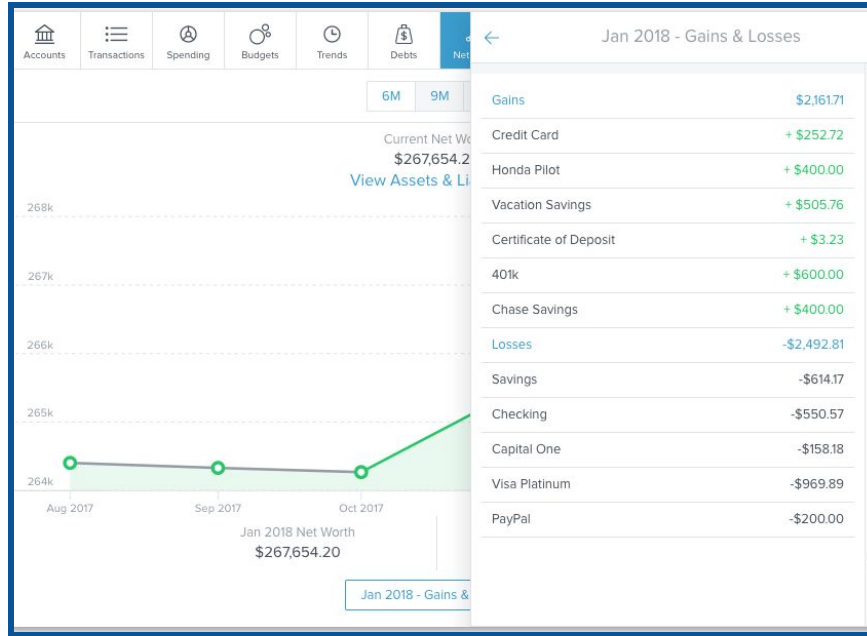 Accounts
Transactions
Spending
Budgets
Trends
Debts
Net
6M 9M
Current Net Wo
$267,654.2
View Assets & Li
268k
267k
266k
265k
264k
Aug 2017 Sep 2017 Oct 2017
Jan 2018 Net Worth
$267,654.20
Jan 2018 - Gains &
Jan 2018 - Gains & Losses
Gains $2,161.71
Credit Card + $252.72
Honda Pilot + $400.00
Vacation Savings + $505.76
Certificate of Deposit + $3.23
401k + $600.00
Chase Savings + $400.00
Losses -$2,492.81
Savings -$614.17
Checking -$550.57
Capital One -$158.18
Visa Platinum -$969.89
PayPal -$200.00